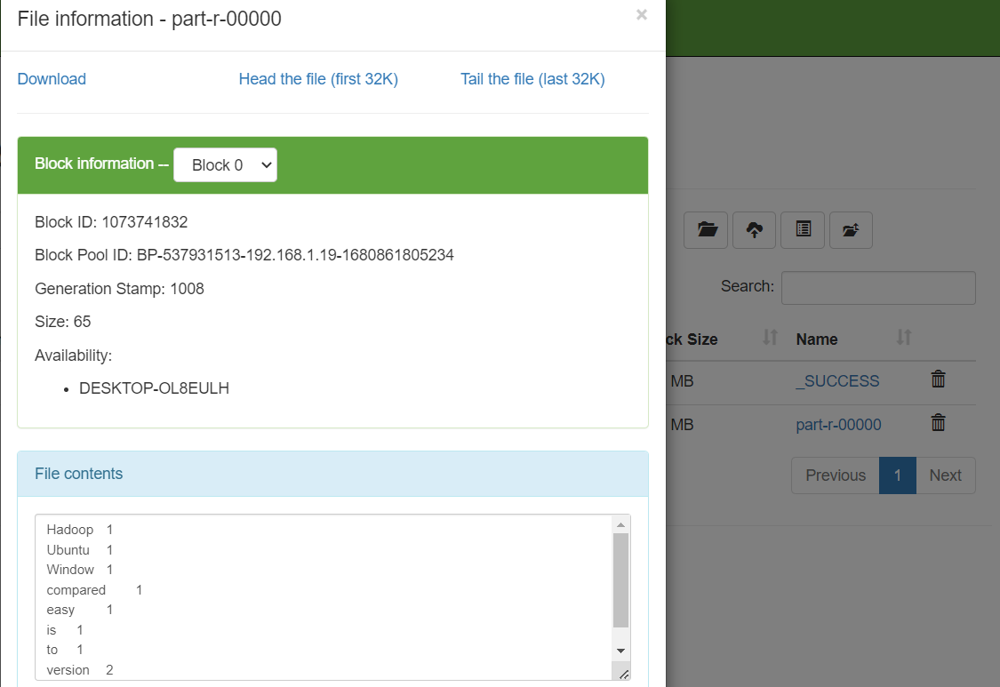 File information - part-r-00000 ×
Download Head the file (first 32K) Tail the file (last 32K)
Block information -- Block 0
Block ID: 1073741832
Block Pool ID: BP-537931513-192.168.1.19-1680861805234
Generation Stamp: 1008
Size: 65
Availability:
DESKTOP-OL8EULH
File contents
Hadoop 1
Ubuntu 1
Window 1
compared 1
easy 1
is 1
to 1
version 2
Search:
ck Size Name
MB _SUCCESS
MB part-r-00000
Previous 1 Next